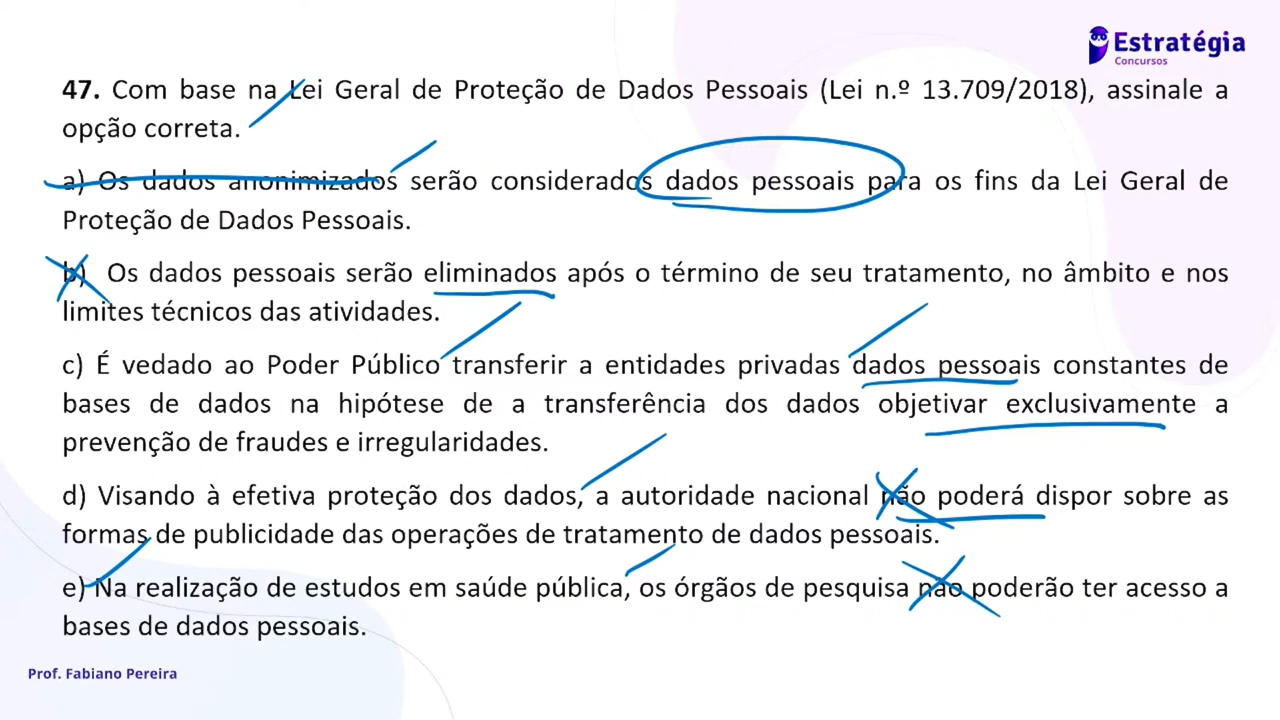 Estratégia
Concursos
47. Com base na Lei Geral de Proteção de Dados Pessoais (Lei n.º 13.709/2018), assinale a
opção correta.
a) Os dados anonimizados serão considerados dados pessoais para os fins da Lei Geral de
Proteção de Dados Pessoais.
b) Os dados pessoais serão eliminados após o término de seu tratamento, no âmbito e nos
limites técnicos das atividades.
c) É vedado ao Poder Público transferir a entidades privadas dados pessoais constantes de
bases de dados na hipótese de a transferência dos dados objetivar exclusivamente a
prevenção de fraudes e irregularidades.
d) Visando à efetiva proteção dos dados, a autoridade nacional não poderá dispor sobre as
formas de publicidade das operações de tratamento de dados pessoais.
e) Na realização de estudos em saúde pública, os órgãos de pesquisa não poderão ter acesso a
bases de dados pessoais.
Prof. Fabiano Pereira